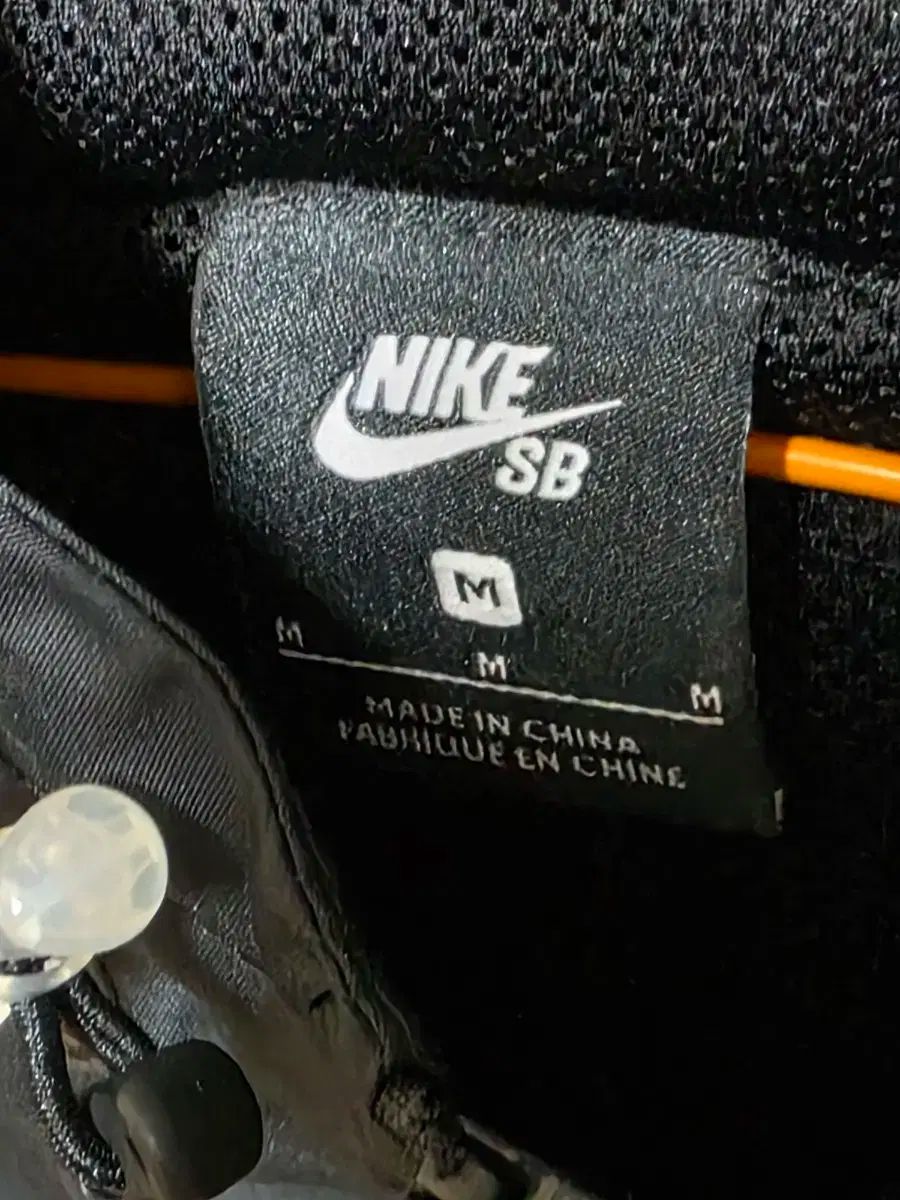 NIKE
SB
M
M M M
MADE IN CHINA
FABRIQUE EN CHINE